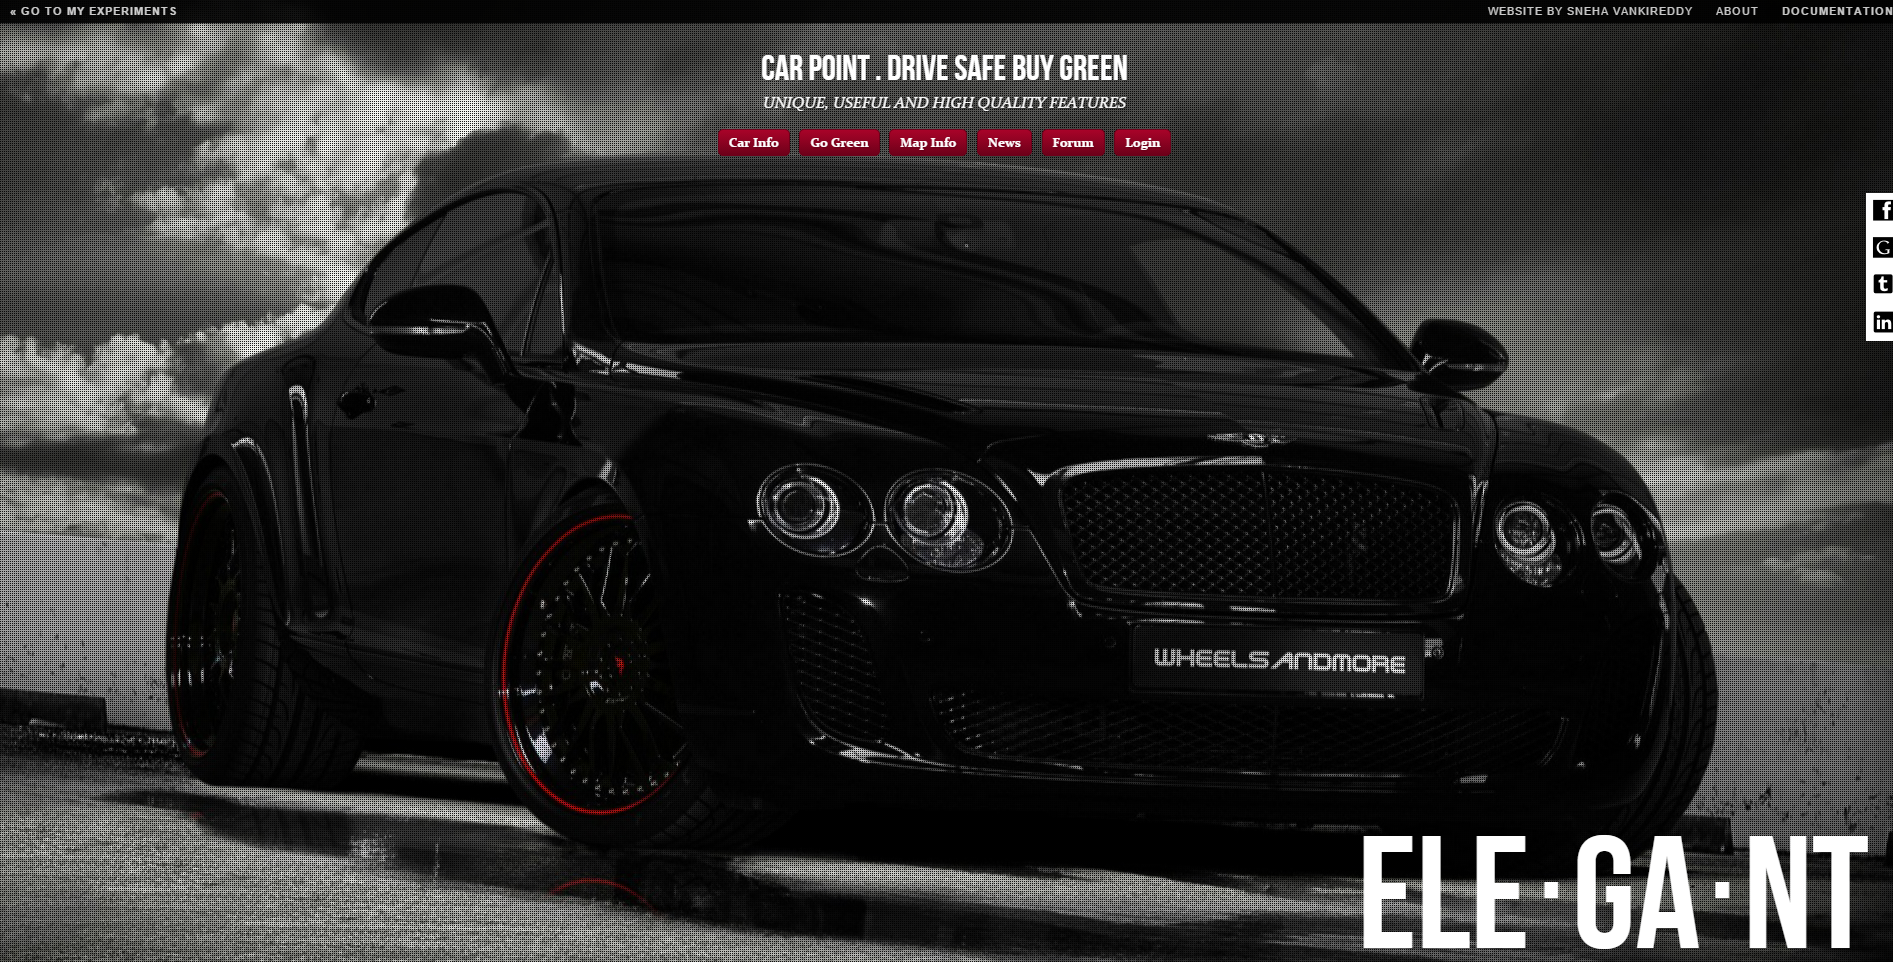 « GO TO MY EXPERIMENTS
WEBSITE BY SNEHA VANKIREDDY ABOUT DOCUMENTATION
CAR POINT . DRIVE SAFE BUY GREEN
UNIQUE, USEFUL AND HIGH QUALITY FEATURES
Car Info Go Green Map Info News Forum Login
f
G
t
in
WHEELSANDMORE
ELE·GA·NT